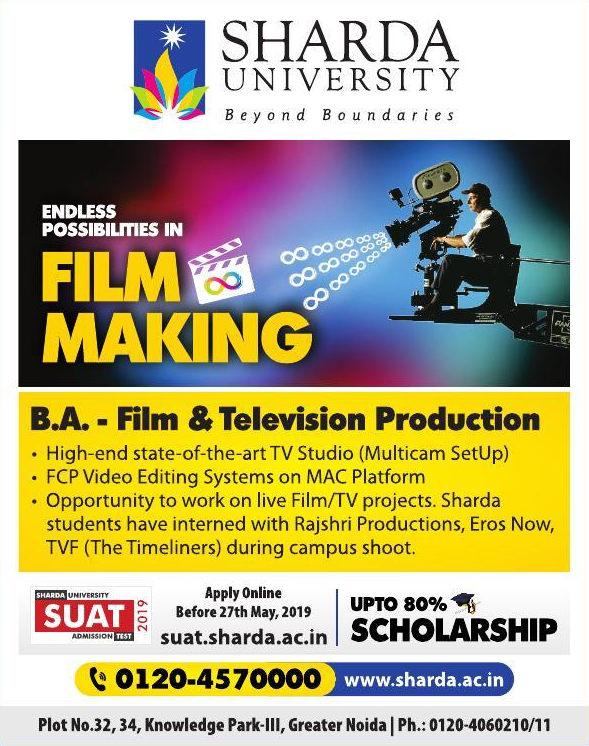 SHARDA
UNIVERSITY
Beyond Boundaries
ENDLESS
POSSIBILITIES IN
FILM
MAKING
B.A. - Film & Television Production
• High-end state-of-the-art TV Studio (Multicam SetUp)
• FCP Video Editing Systems on MAC Platform
• Opportunity to work on live Film/TV projects. Sharda
students have interned with Rajshri Productions, Eros Now,
TVF (The Timeliners) during campus shoot.
SHARDA UNIVERSITY
SUAT
2019
ADMISSION TEST
Apply Online
Before 27th May, 2019
suat.sharda.ac.in
UPTO 80%
SCHOLARSHIP
0120-4570000
www.sharda.ac.in
Plot No.32, 34, Knowledge Park-III, Greater Noida | Ph.: 0120-4060210/11